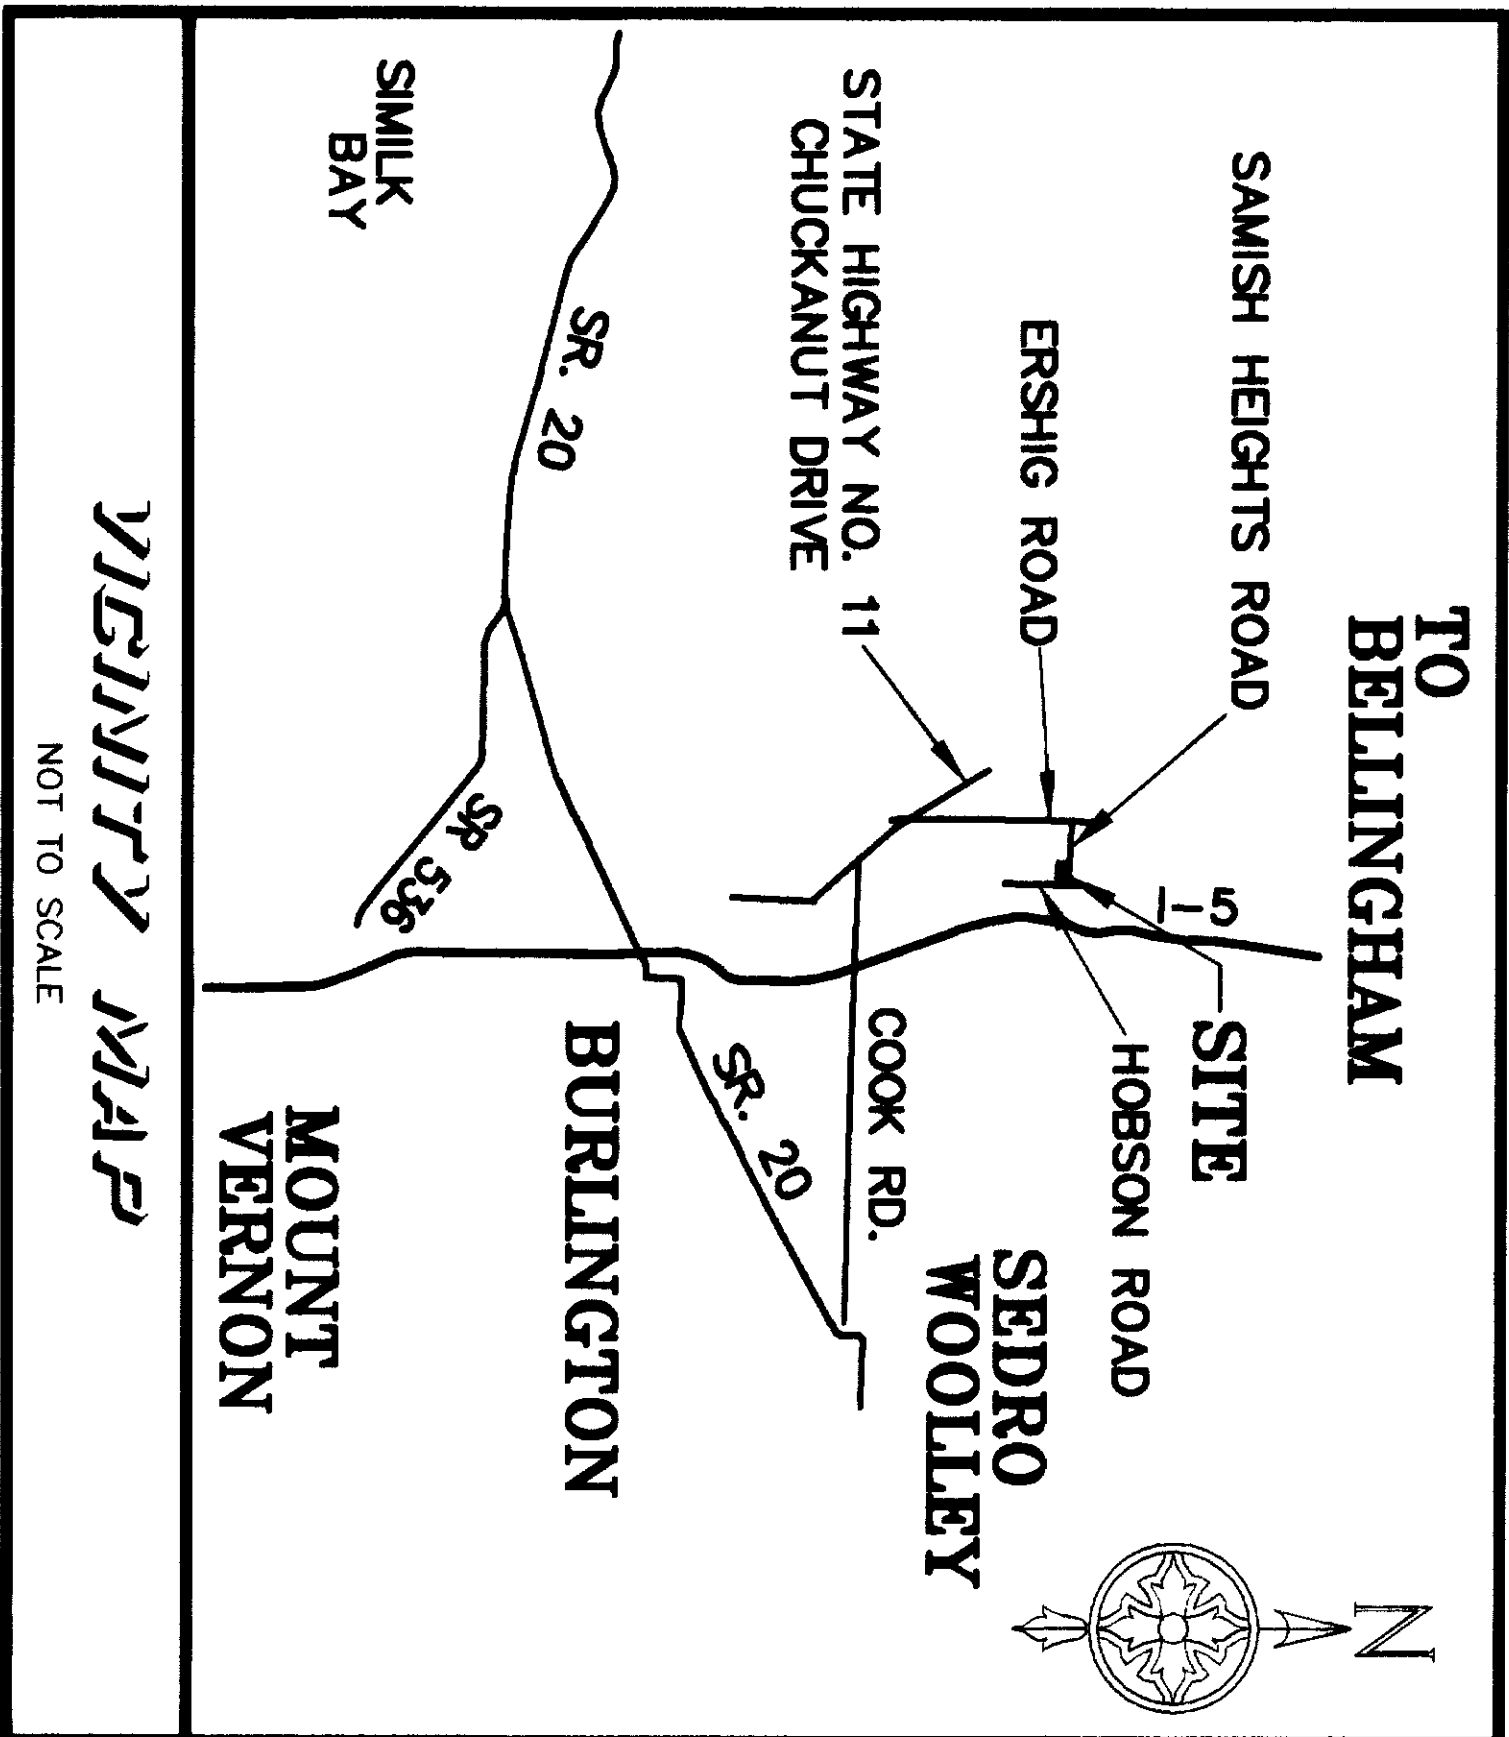 TO
BELLINGHAM
N
SAMISH HEIGHTS ROAD
I-5
SITE
HOBSON ROAD
ERSHIG ROAD
SEDRO
WOOLLEY
STATE HIGHWAY NO. 11
CHUCKANUT DRIVE
COOK RD.
SR. 20
SR. 20
BURLINGTON
SIMILK
BAY
SR 536
MOUNT
VERNON
VICINITY MAP
NOT TO SCALE